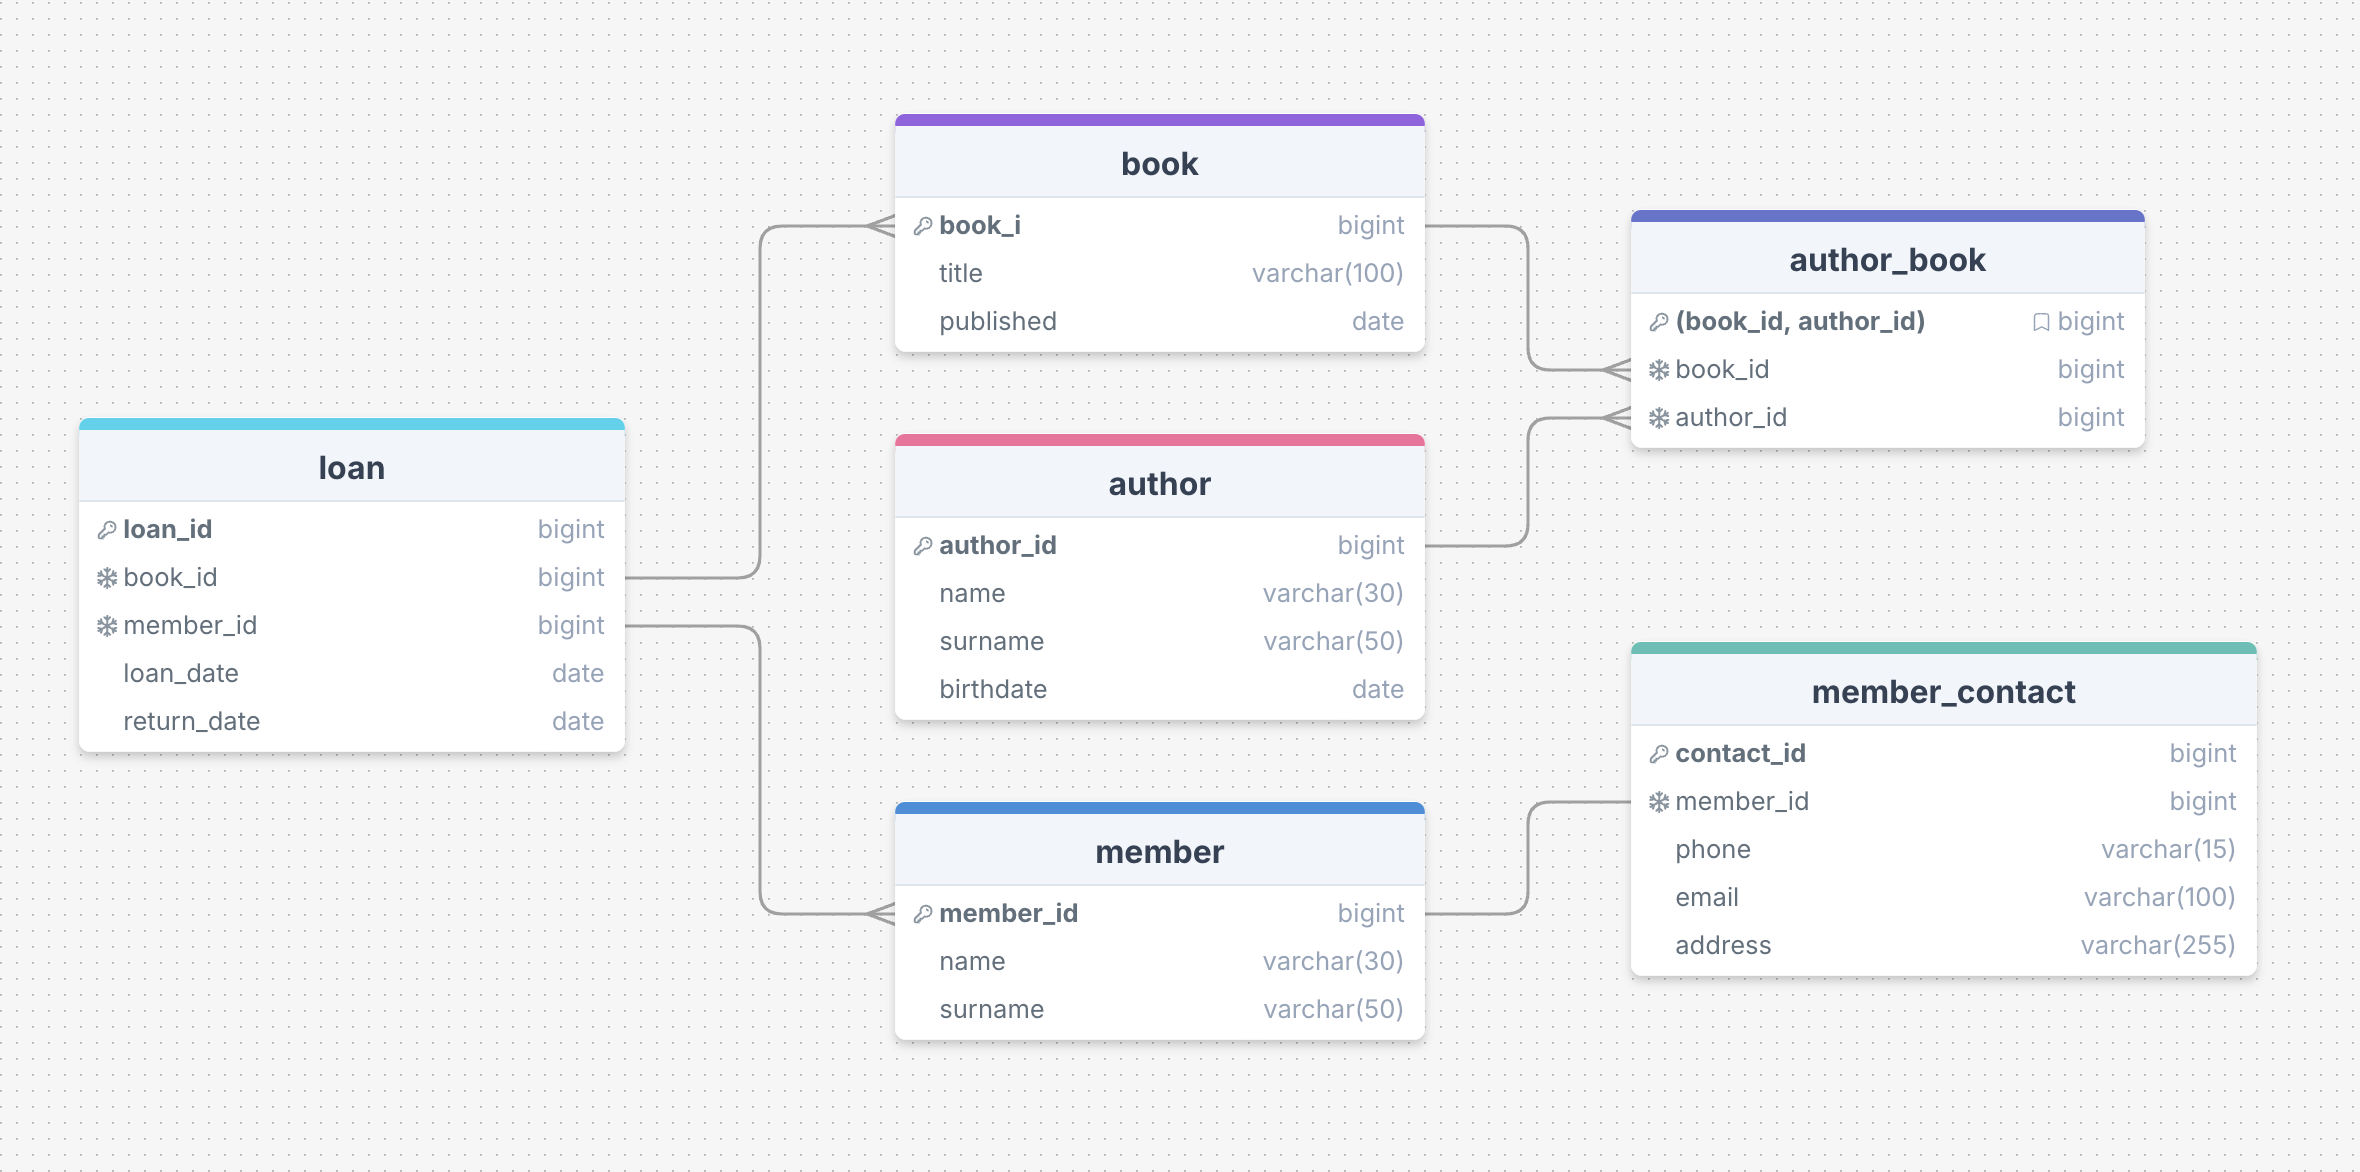 book
book_i bigint
title varchar(100)
published date
author_book
(book_id, author_id) bigint
book_id bigint
author_id bigint
loan
loan_id bigint
book_id bigint
member_id bigint
loan_date date
return_date date
author
author_id bigint
name varchar(30)
surname varchar(50)
birthdate date
member_contact
contact_id bigint
member_id bigint
phone varchar(15)
email varchar(100)
address varchar(255)
member
member_id bigint
name varchar(30)
surname varchar(50)